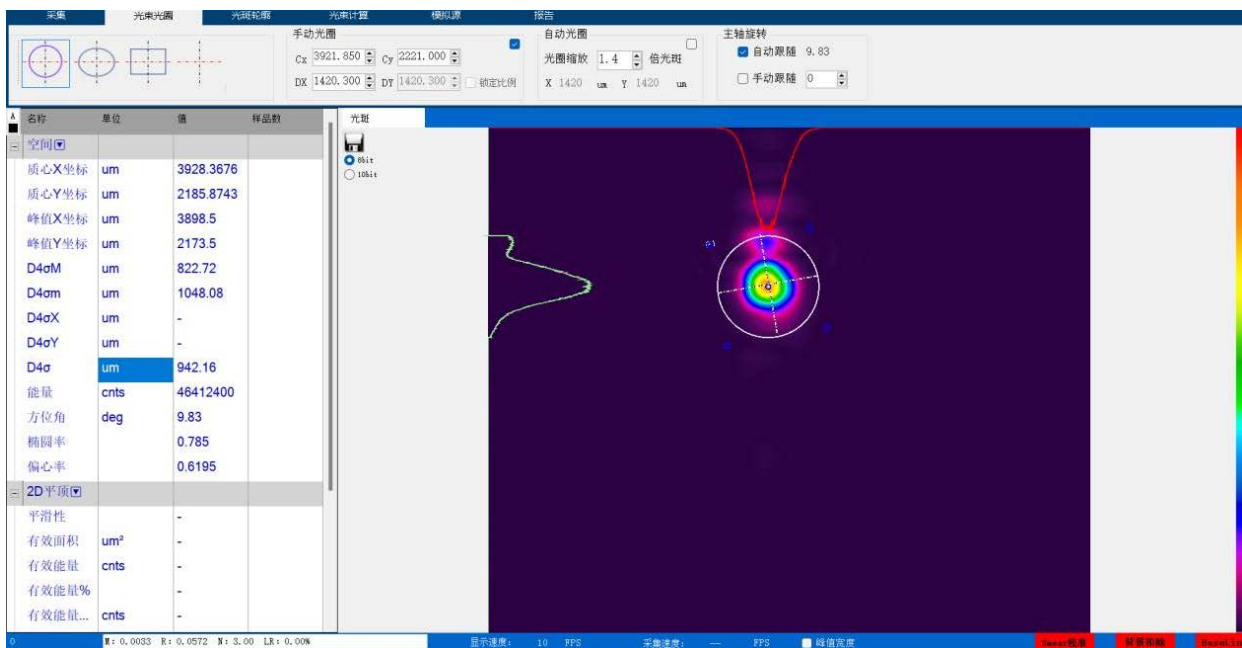 采集 光束光圈 光斑轮廓 光束计算 模拟源 报告
手动光圈 自动光圈 主轴旋转
Cx 3921.850 Cy 2221.000 光圈缩放 1.4 倍光斑 自动跟随 9.83
DX 1420.300 DY 1420.300 锁定比例 X 1420 um Y 1420 um 手动跟随 0
名称 单位 值 样品数 光斑
空间
8bit
10bit
质心X坐标 um 3928.3676
质心Y坐标 um 2185.8743
峰值X坐标 um 3898.5
峰值Y坐标 um 2173.5
D4σM um 822.72
D4σm um 1048.08
D4σX um -
D4σY um -
D4σ um 942.16
能量 cnts 46412400
方位角 deg 9.83
椭圆率 0.785
偏心率 0.6195
2D平顶
平滑性 -
有效面积 um² -
有效能量 cnts -
有效能量% -
有效能量... cnts -
0 M: 0.0033 R: 0.0572 N: 3.00 LR: 0.00% 显示速度: 10 FPS 采集速度: -- FPS 峰值宽度 背景扣除